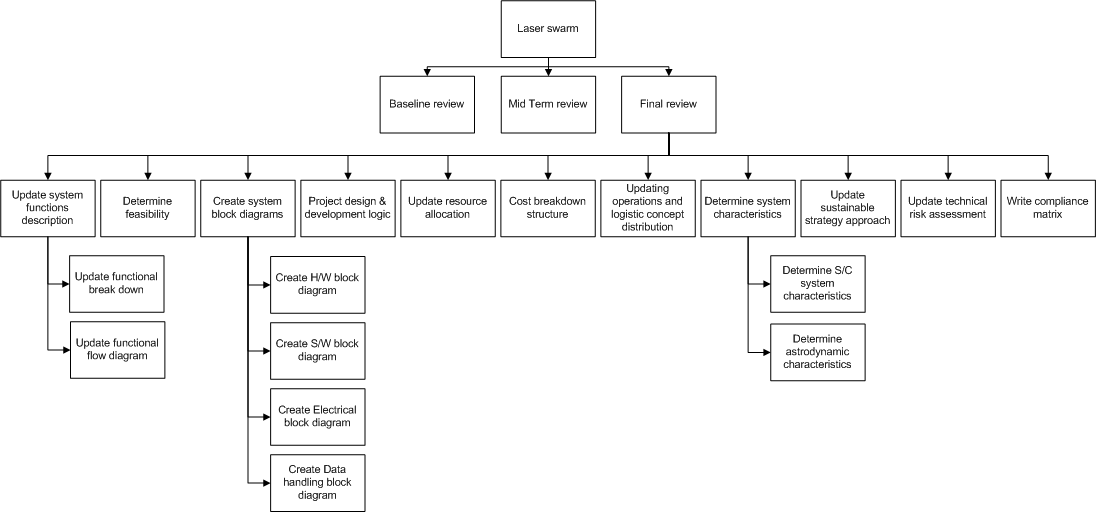 Laser swarm
Baseline review
Mid Term review
Final review
Update system
functions
description
Determine
feasibility
Create system
block diagrams
Project design &
development logic
Update resource
allocation
Cost breakdown
structure
Updating
operations and
logistic concept
distribution
Determine system
characteristics
Update
sustainable
strategy approach
Update technical
risk assessment
Write compliance
matrix
Update functional
break down
Update functional
flow diagram
Create H/W block
diagram
Create S/W block
diagram
Create Electrical
block diagram
Create Data
handling block
diagram
Determine S/C
system
characteristics
Determine
astrodynamic
characteristics